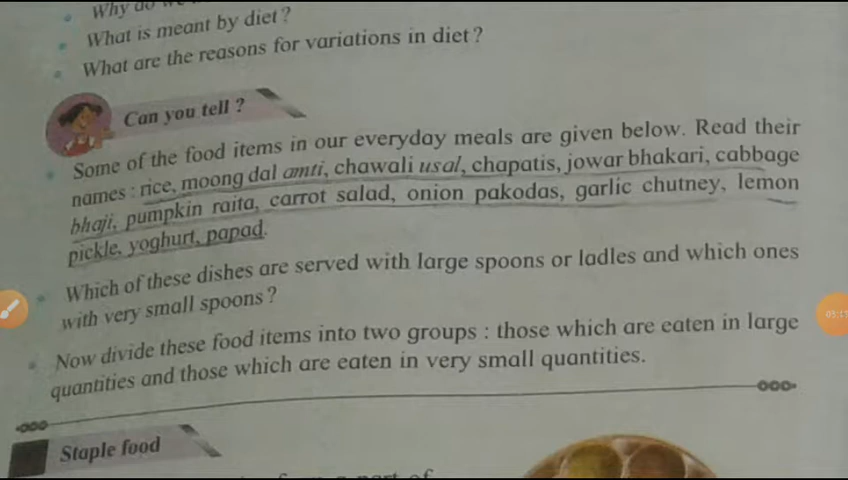 Why do we
What is meant by diet?
What are the reasons for variations in diet?
Can you tell?
Some of the food items in our everyday meals are given below. Read their
names : rice, moong dal amti, chawali usal, chapatis, jowar bhakari, cabbage
bhaji, pumpkin raita, carrot salad, onion pakodas, garlic chutney, lemon
pickle, yoghurt, papad.
Which of these dishes are served with large spoons or ladles and which ones
with very small spoons?
Now divide these food items into two groups : those which are eaten in large
quantities and those which are eaten in very small quantities.
Staple food
a part of